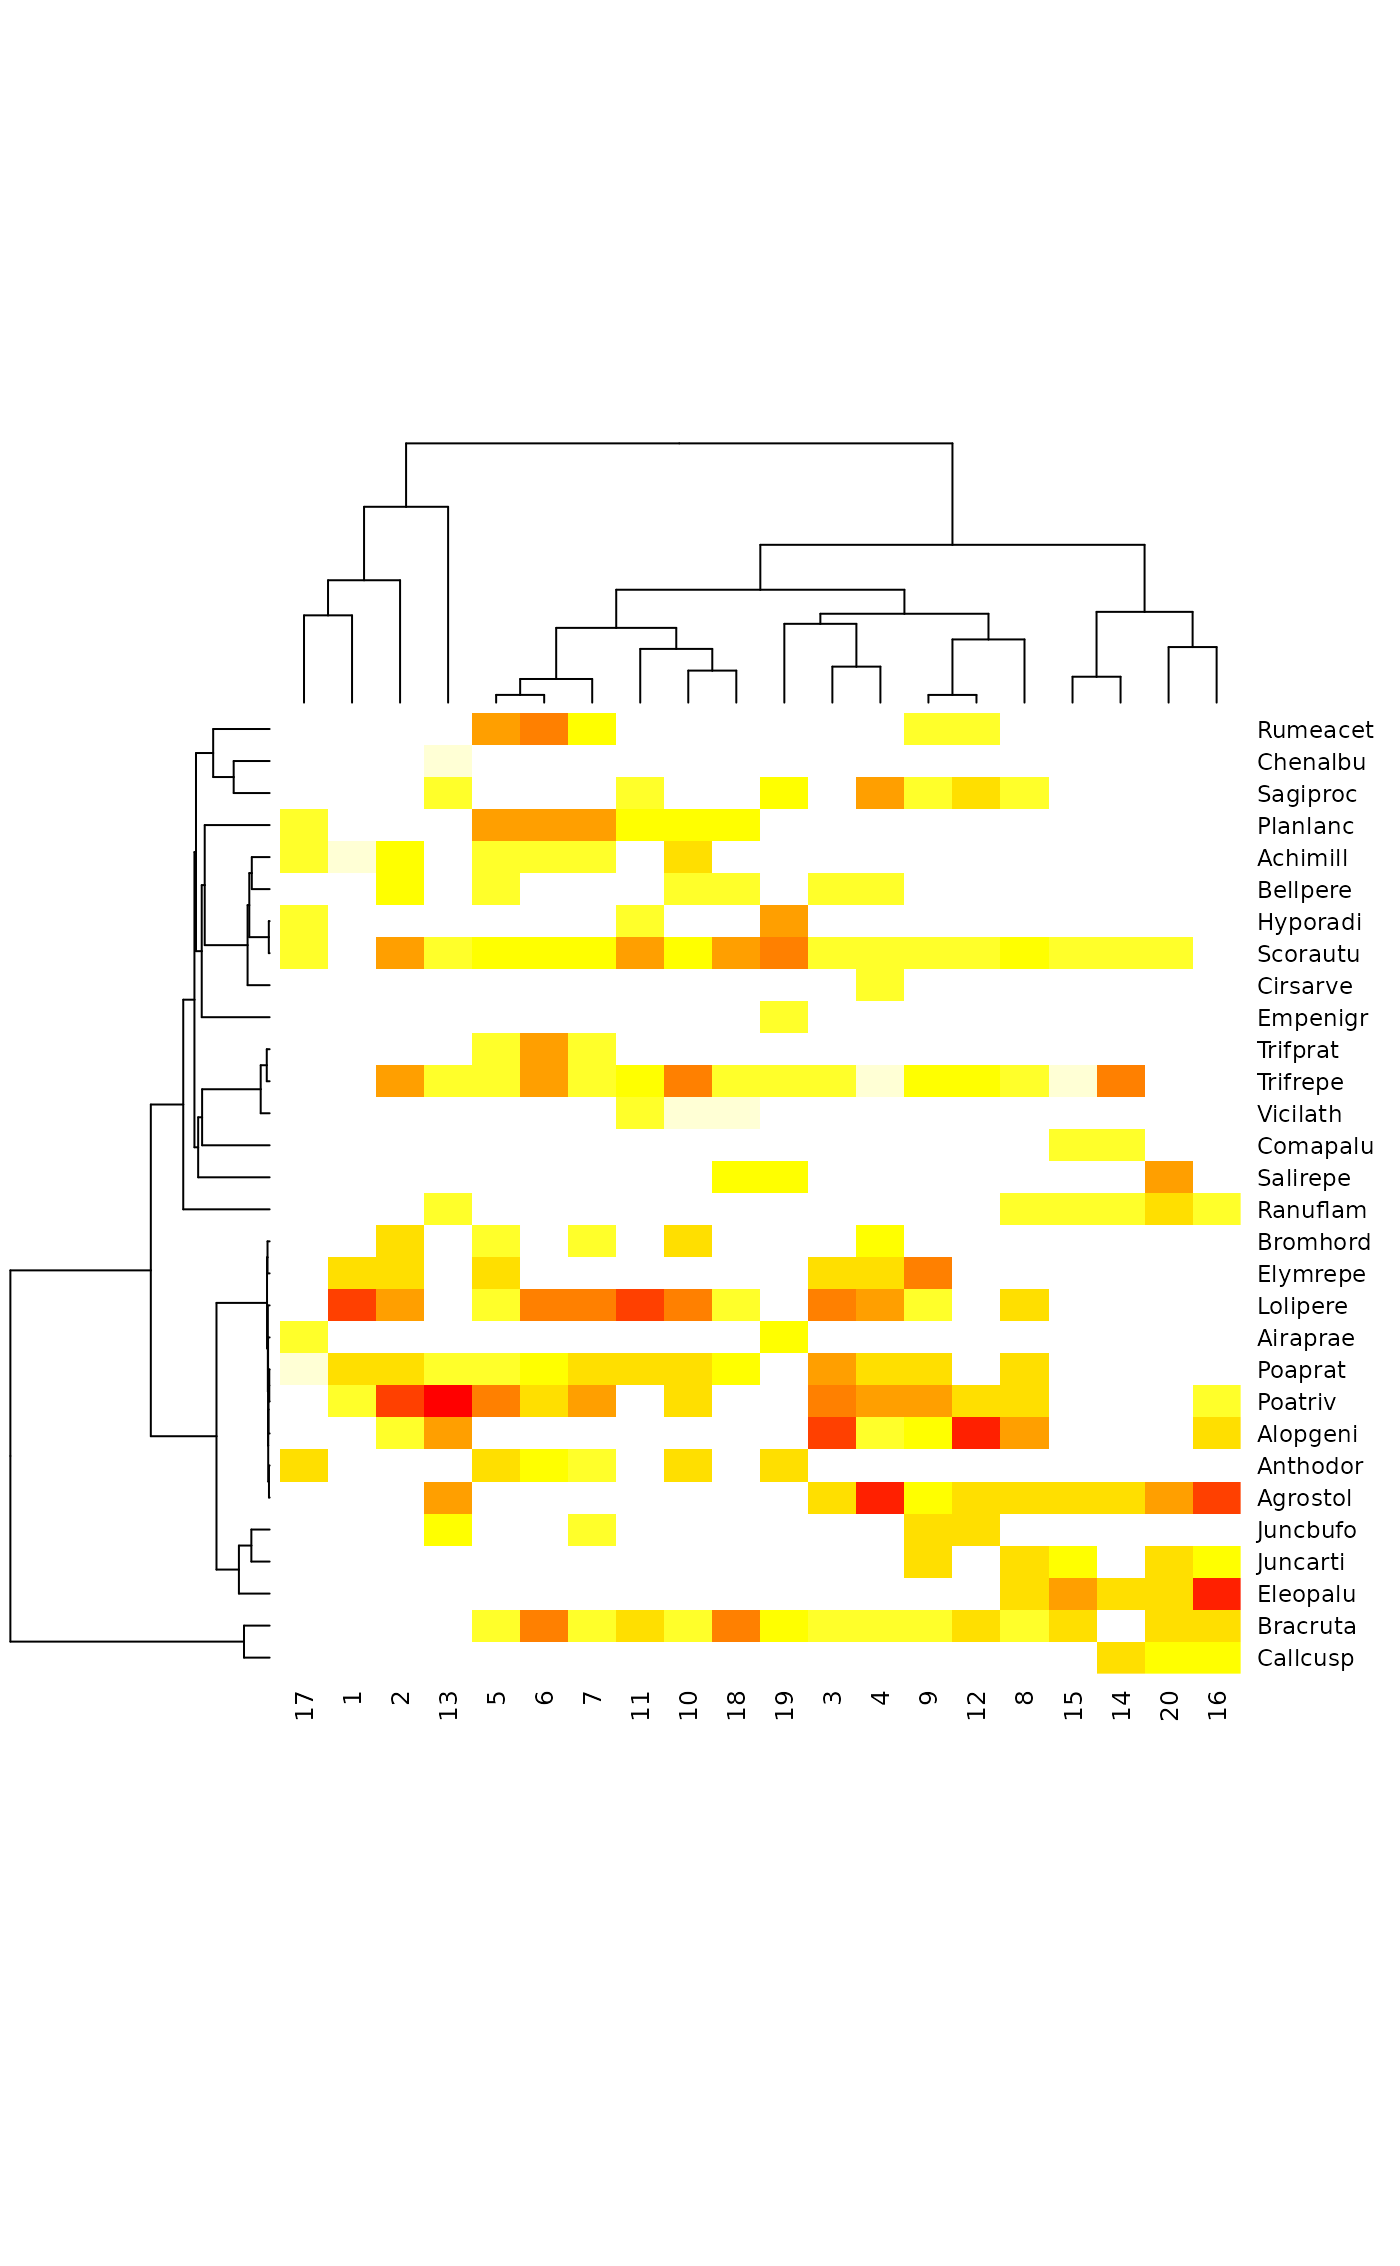 Rumeacet
Chenalbu
Sagiproc
Planlanc
Achimill
Bellpere
Hyporadi
Scorautu
Cirsarve
Empenigr
Trifprat
Trifrepe
Vicilath
Comapalu
Salirepe
Ranuflam
Bromhord
Elymrepe
Lolipere
Airaprae
Poaprat
Poatriv
Alopgeni
Anthodor
Agrostol
Juncbufo
Juncarti
Eleopalu
Bracruta
Callcusp
17 1 2 13 5 6 7 11 10 18 19 3 4 9 12 8 15 14 20 16